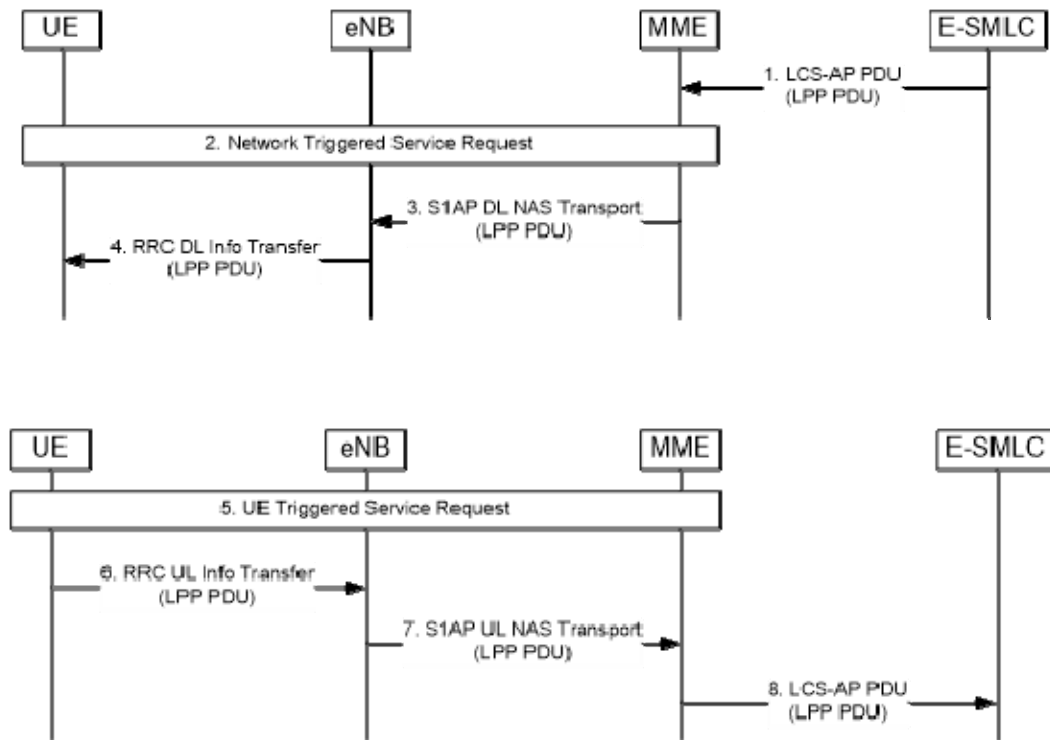 UE eNB MME E-SMLC
1. LCS-AP PDU
(LPP PDU)
2. Network Triggered Service Request
3. S1AP DL NAS Transport
(LPP PDU)
4. RRC DL Info Transfer
(LPP PDU)
UE eNB MME E-SMLC
5. UE Triggered Service Request
6. RRC UL Info Transfer
(LPP PDU)
7. S1AP UL NAS Transport
(LPP PDU)
8. LCS-AP PDU
(LPP PDU)